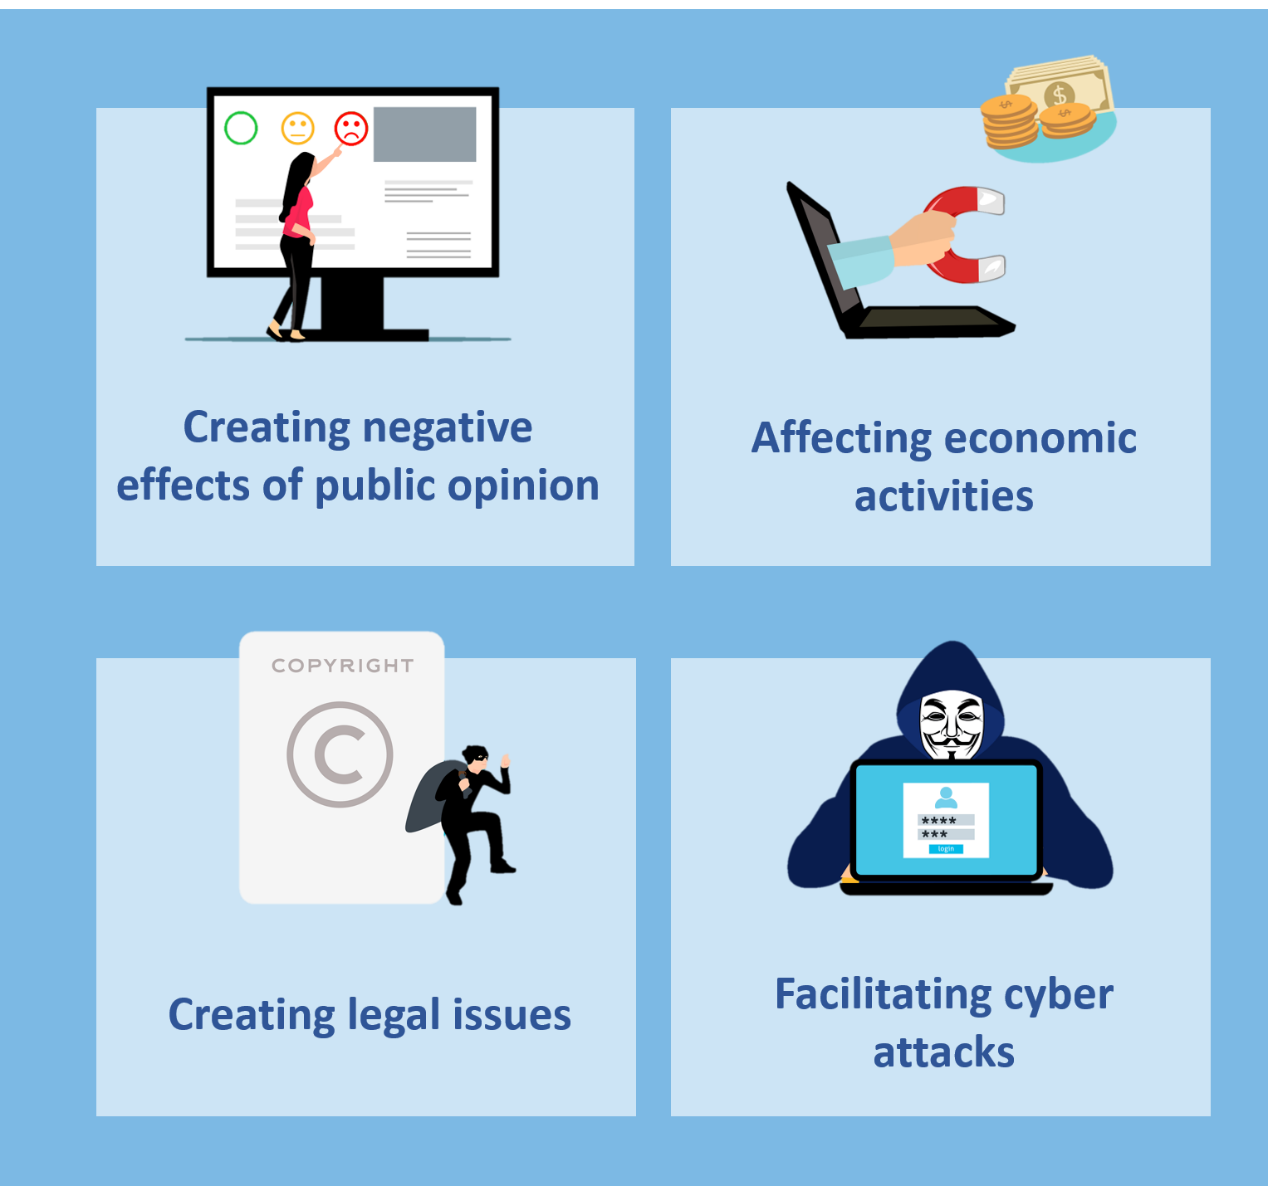 $
$
$
Creating negative
effects of public opinion
Affecting economic
activities
COPYRIGHT
©
Creating legal issues
****
***
login
Facilitating cyber
attacks